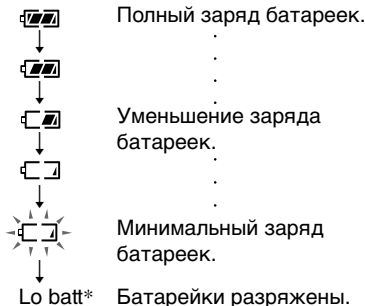 Полный заряд батареек.
Уменьшение заряда
батареек.
Минимальный заряд
батареек.
Lo batt* Батарейки разряжены.